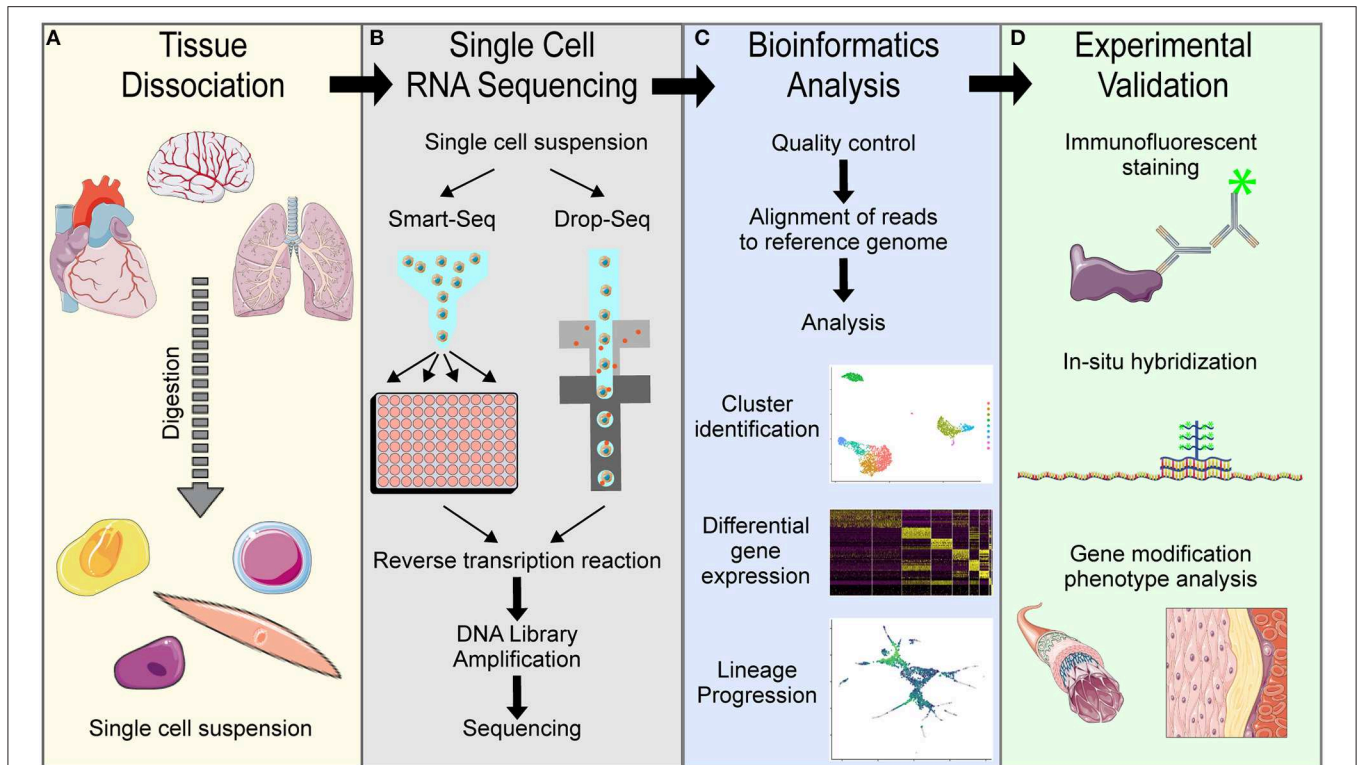 A
Tissue
Dissociation
Digestion
Single cell suspension
B
Single Cell
RNA Sequencing
Single cell suspension
Smart-Seq
Drop-Seq
Reverse transription reaction
DNA Library
Amplification
Sequencing
C
Bioinformatics
Analysis
Quality control
Alignment of reads
to reference genome
Analysis
Cluster
identification
Differential
gene
expression
Lineage
Progression
D
Experimental
Validation
Immunofluorescent
staining
In-situ hybridization
Gene modification
phenotype analysis